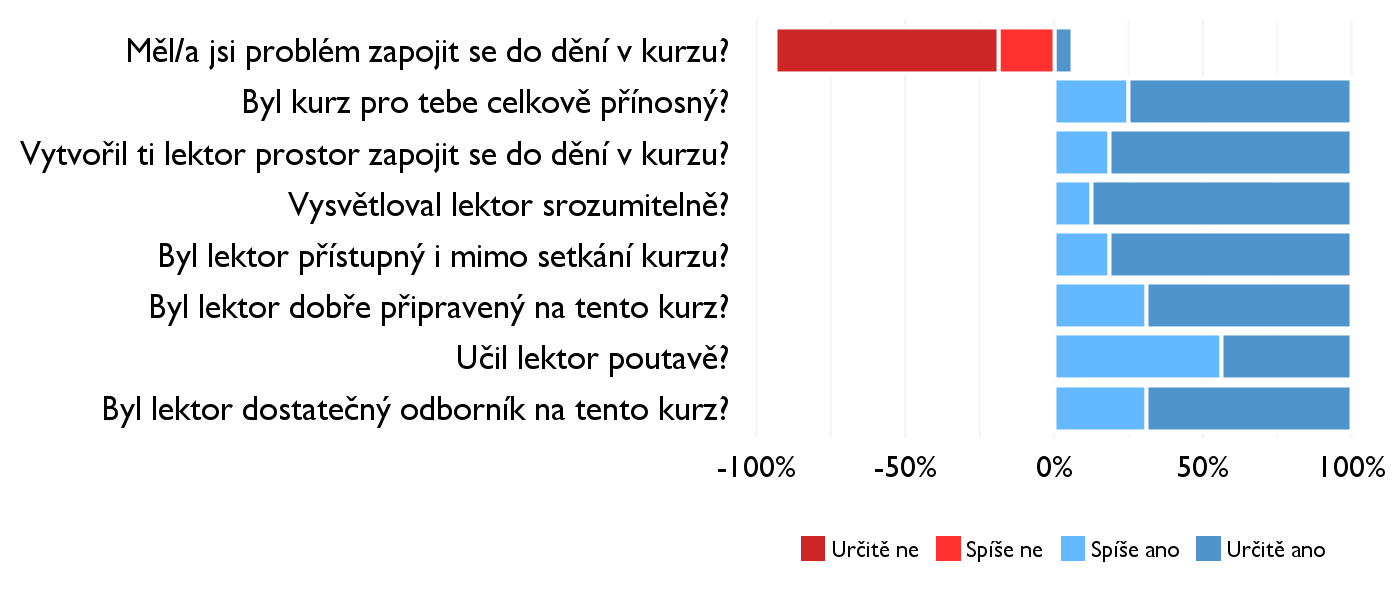 Měl/a jsi problém zapojit se do dění v kurzu?
Byl kurz pro tebe celkově přínosný?
Vytvořil ti lektor prostor zapojit se do dění v kurzu?
Vysvětloval lektor srozumitelně?
Byl lektor přístupný i mimo setkání kurzu?
Byl lektor dobře připravený na tento kurz?
Učil lektor poutavě?
Byl lektor dostatečný odborník na tento kurz?
-100% -50% 0% 50% 100%
Určitě ne Spíše ne Spíše ano Určitě ano